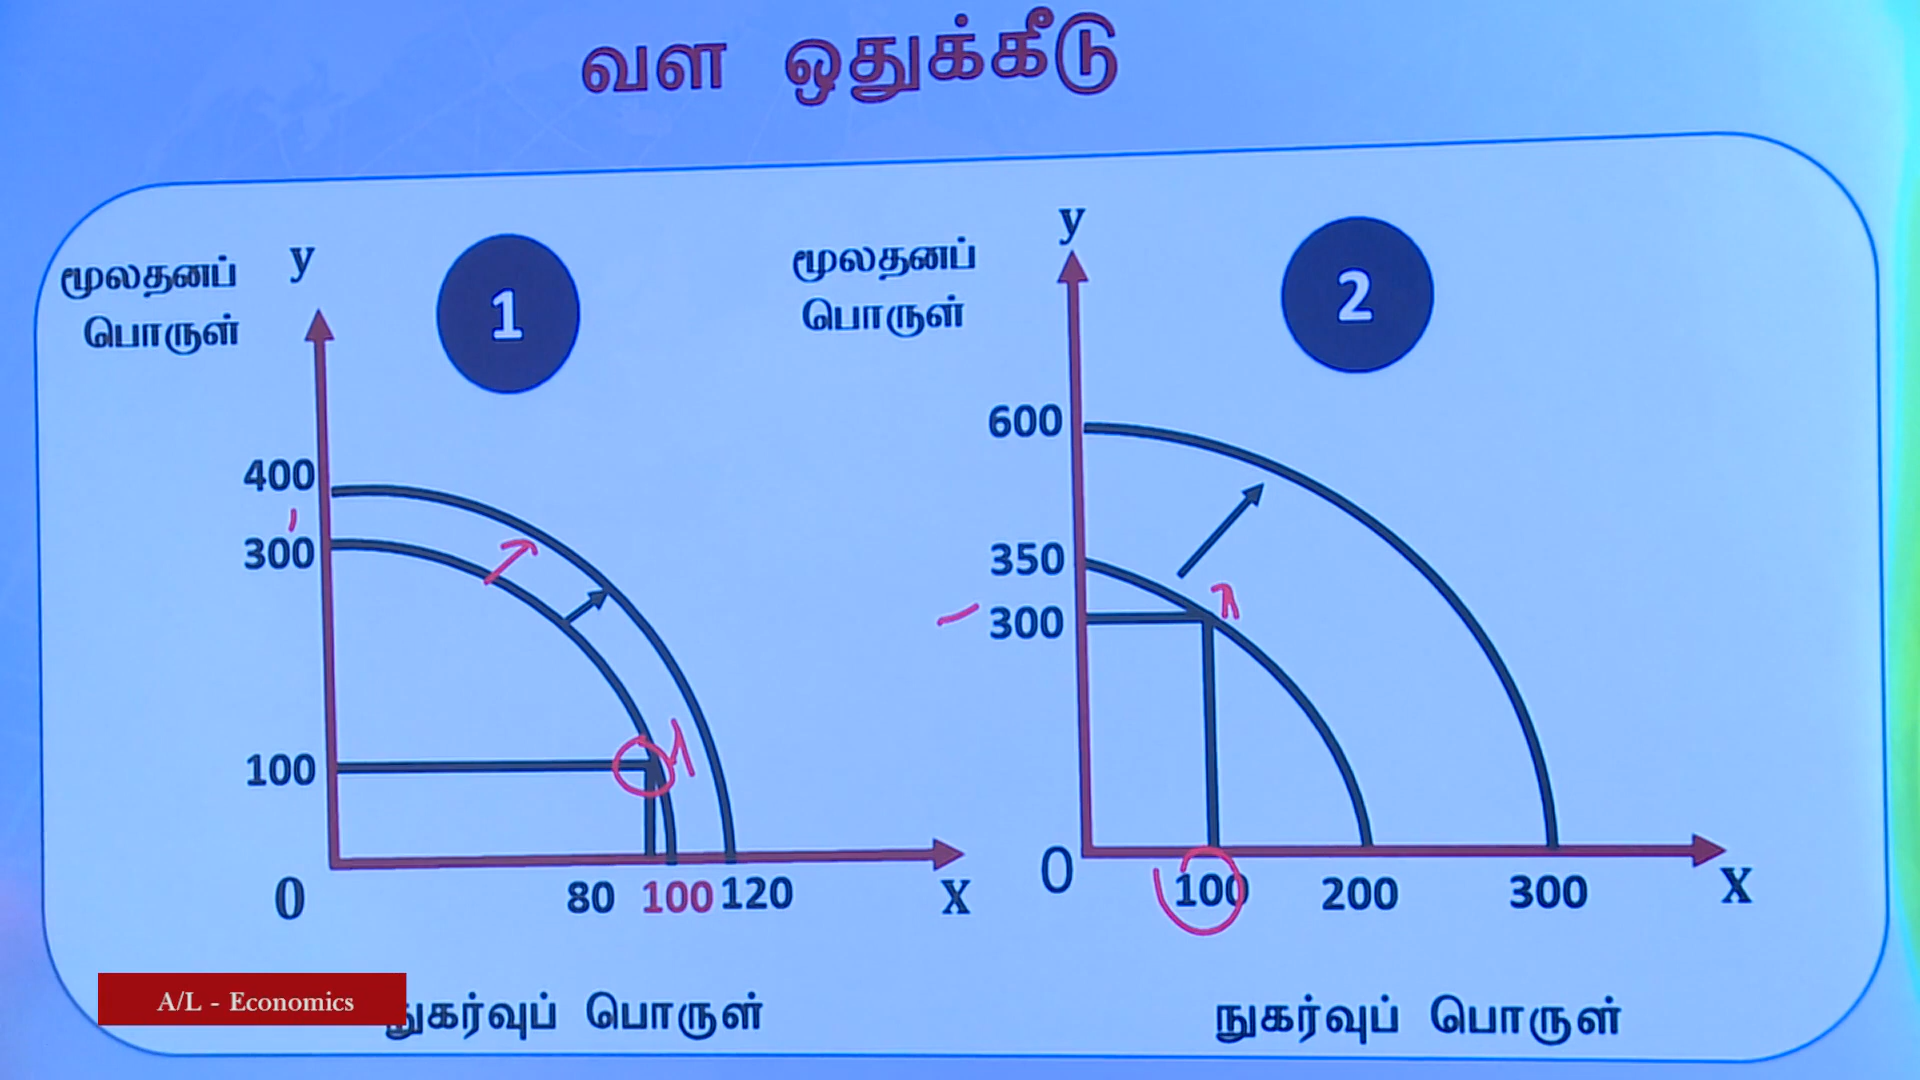 வள ஒதுக்கீடு
மூலதனப்
பொருள்
y
1
400
300
100
0
80 100 120
X
நுகர்வுப் பொருள்
மூலதனப்
பொருள்
y
2
600
350
300
0
100 200 300
X
நுகர்வுப் பொருள்
A/L - Economics